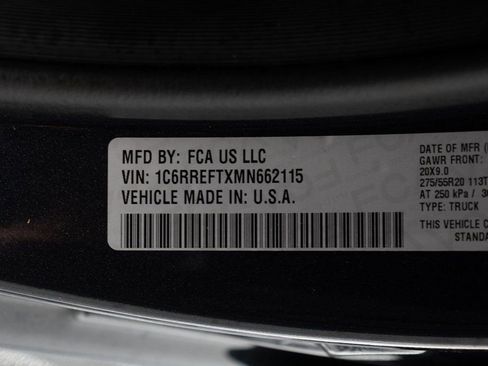 MFD BY: FCA US LLC
VIN: 1C6RREFTXMN662115
VEHICLE MADE IN: U.S.A.
DATE OF MFR
GAWR FRONT:
20X9.0
275/55R20 113T
AT 250 kPa /
TYPE: TRUCK
THIS VEHICLE